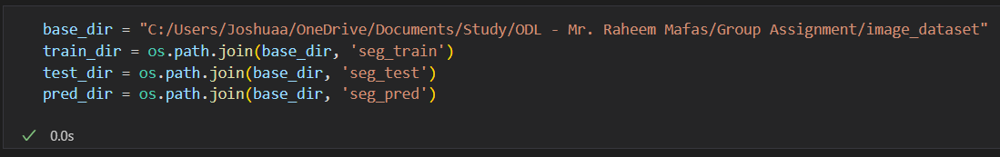 base_dir = "C:/Users/Joshuaa/OneDrive/Documents/Study/ODL - Mr. Raheem Mafas/Group Assignment/image_dataset"
train_dir = os.path.join(base_dir, 'seg_train')
test_dir = os.path.join(base_dir, 'seg_test')
pred_dir = os.path.join(base_dir, 'seg_pred')
0.0s